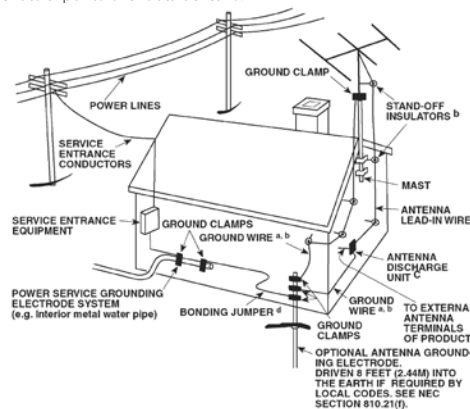 GROUND CLAMP
POWER LINES
STAND-OFF
INSULATORS b
SERVICE
ENTRANCE
CONDUCTORS
MAST
ANTENNA
LEAD-IN WIRE
SERVICE ENTRANCE
EQUIPMENT
GROUND CLAMPS
GROUND WIRE a, b
ANTENNA
DISCHARGE
UNIT C
POWER SERVICE GROUNDING
ELECTRODE SYSTEM
(e.g. Interior metal water pipe)
BONDING JUMPER d
GROUND
WIRE a, b
GROUND
CLAMPS
TO EXTERNA
ANTENNA
TERMINALS
OF PRODUCT
OPTIONAL ANTENNA GROUND-
ING ELECTRODE.
DRIVEN 8 FEET (2.44M) INTO
THE EARTH IF REQUIRED BY
LOCAL CODES. SEE NEC
SECTION 810.21(f).